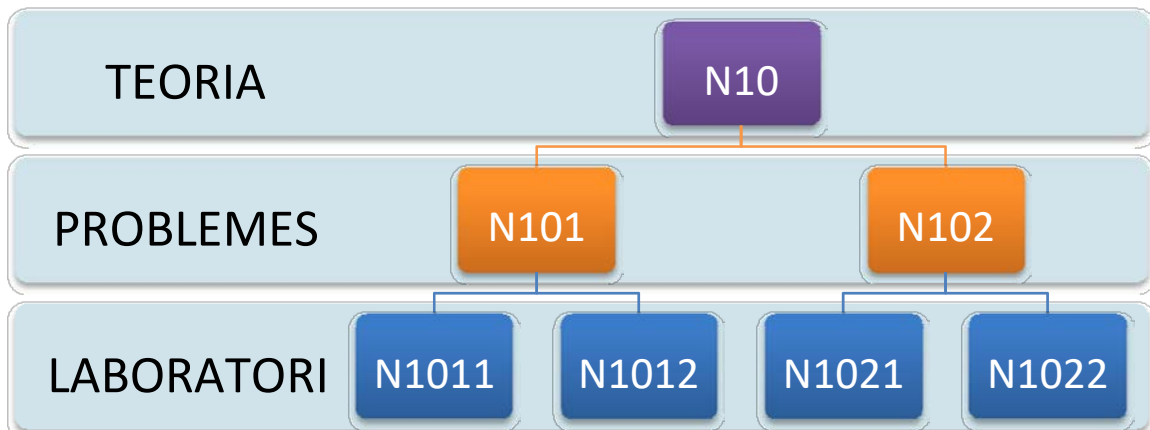 TEORIA
N10
PROBLEMES
N101
N102
LABORATORI
N1011
N1012
N1021
N1022